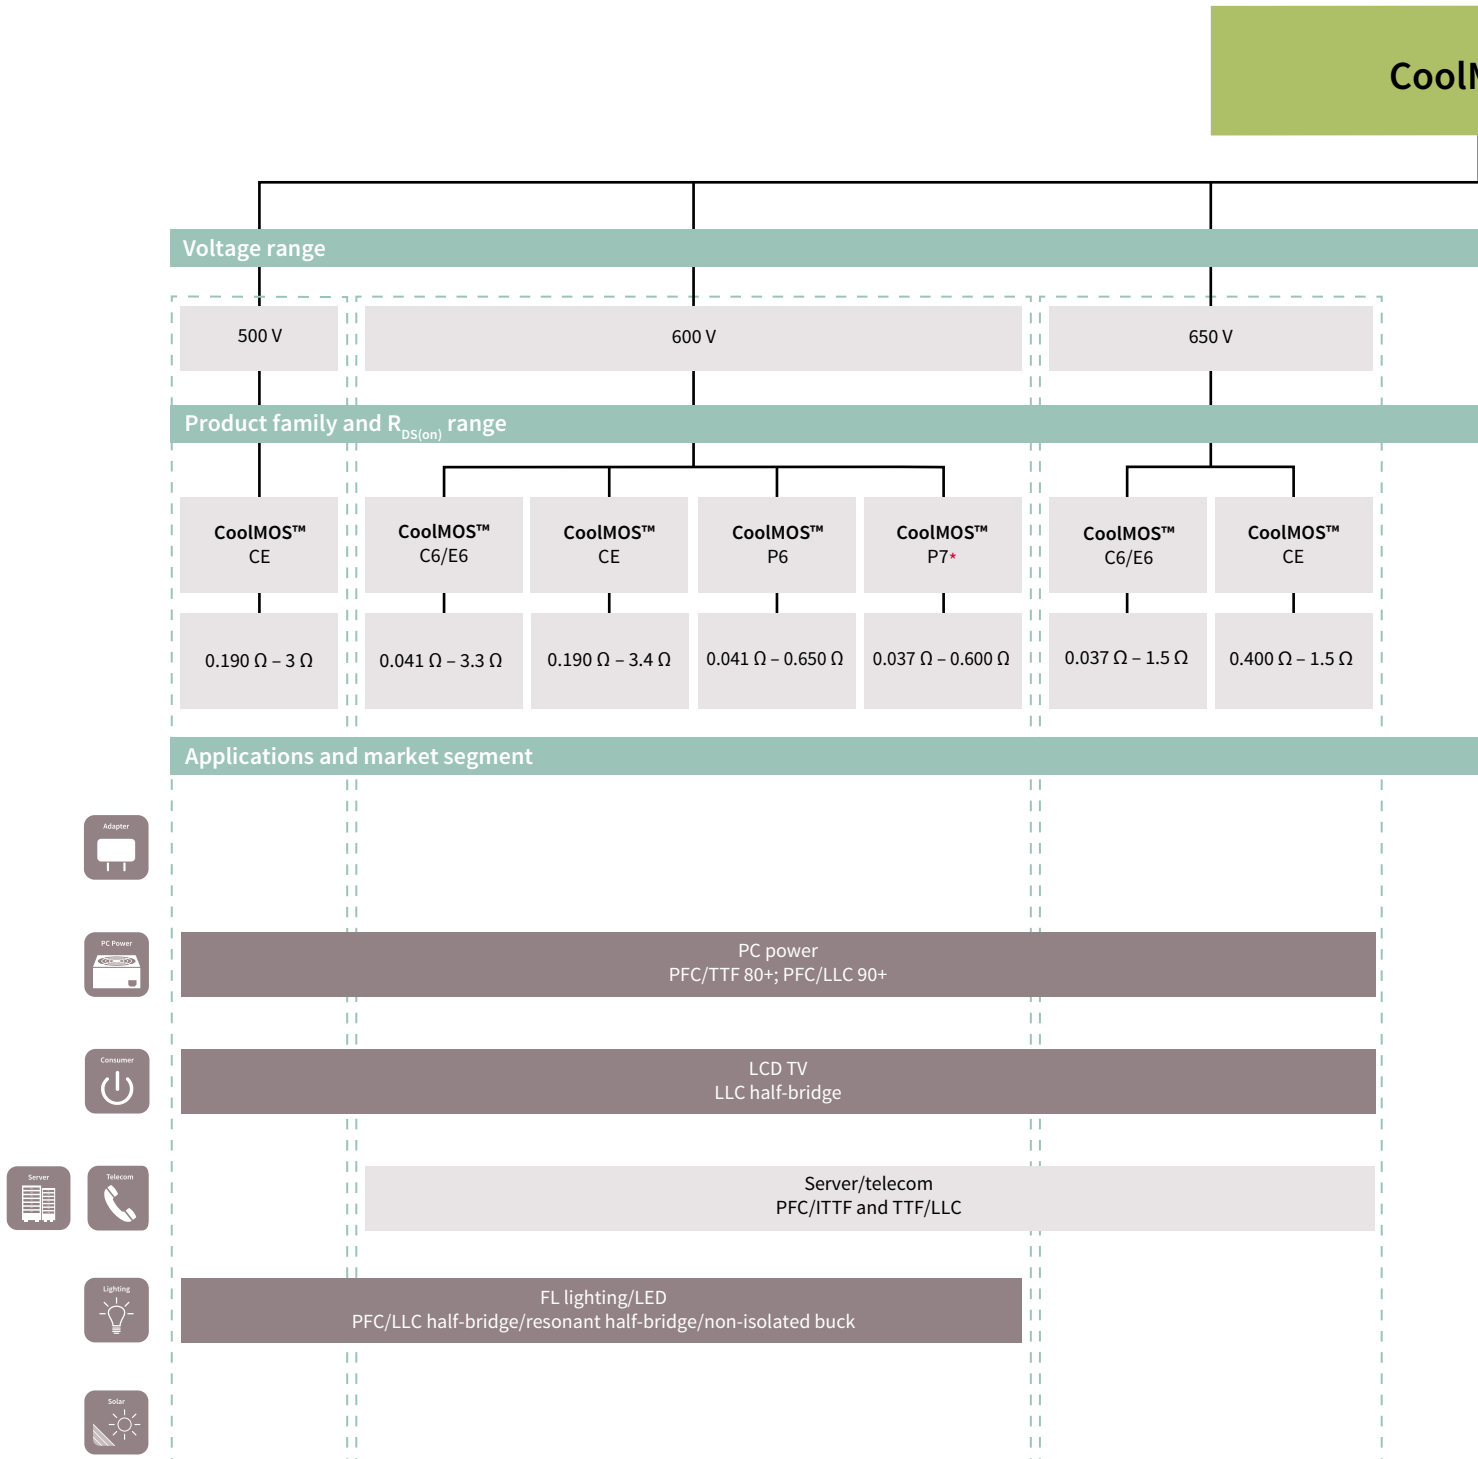 CoolM
Voltage range
500 V
600 V
650 V
Product family and RDS(on) range
CoolMOS™
CE
CoolMOS™
C6/E6
CoolMOS™
CE
CoolMOS™
P6
CoolMOS™
P7*
CoolMOS™
C6/E6
CoolMOS™
CE
0.190 Ω – 3 Ω
0.041 Ω – 3.3 Ω
0.190 Ω – 3.4 Ω
0.041 Ω – 0.650 Ω
0.037 Ω – 0.600 Ω
0.037 Ω – 1.5 Ω
0.400 Ω – 1.5 Ω
Applications and market segment
Adapter
PC Power
PC power
PFC/TTF 80+; PFC/LLC 90+
Consumer
LCD TV
LLC half-bridge
Server
Telecom
Server/telecom
PFC/ITTF and TTF/LLC
Lighting
FL lighting/LED
PFC/LLC half-bridge/resonant half-bridge/non-isolated buck
Solar